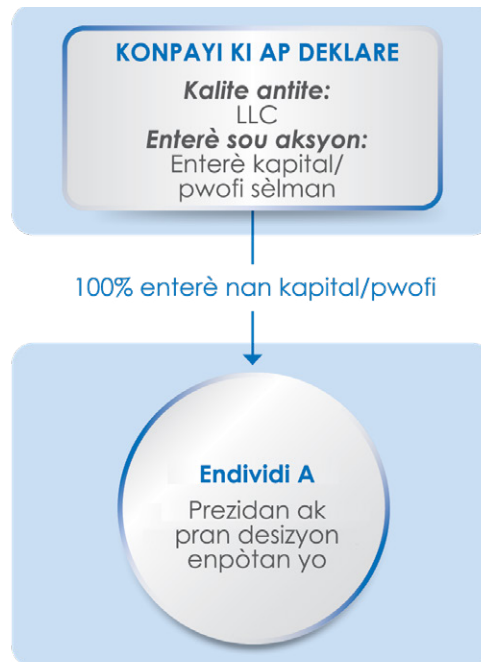 KONPAYI KI AP DEKLARE
Kalite antite:
LLC
Enterè sou aksyon:
Enterè kapital/
pwofi sèlman
100% enterè nan kapital/pwofi
Endividi A
Prezidan ak
pran desizyon
enpòtan yo